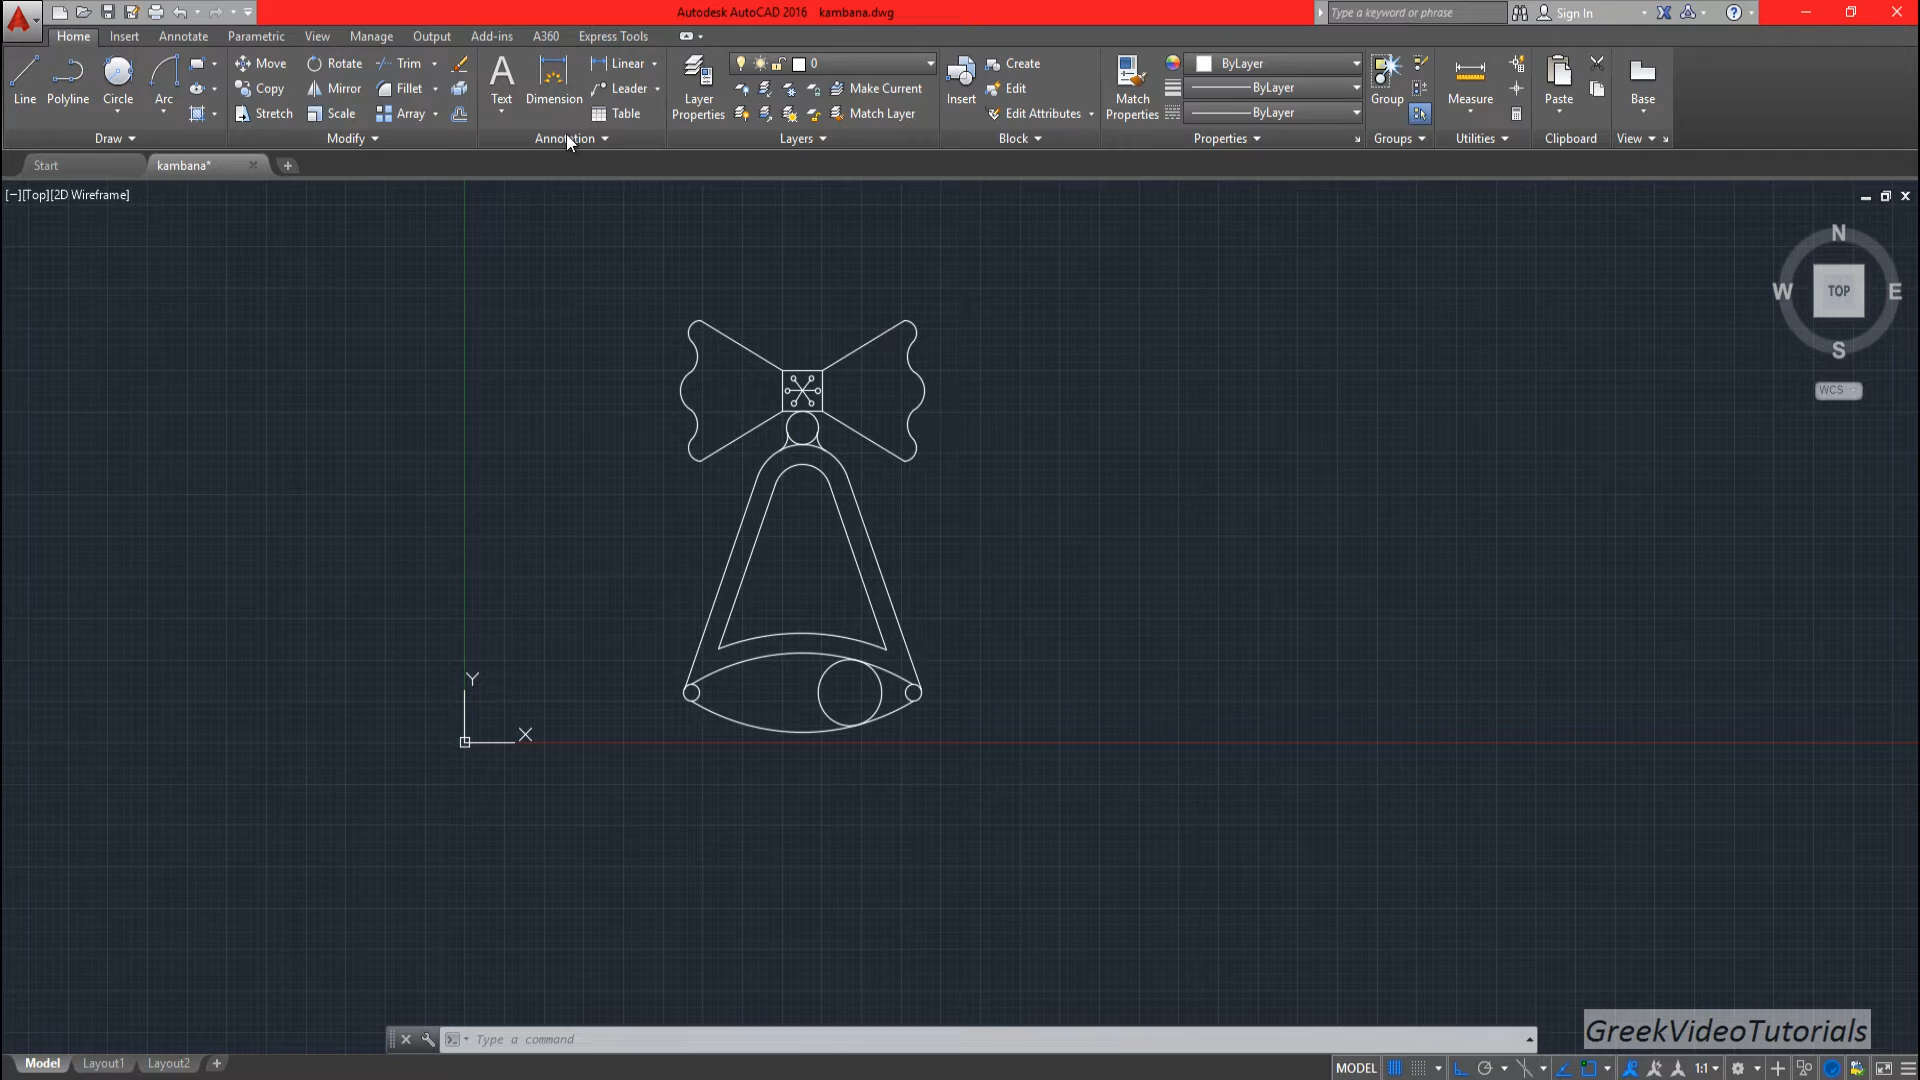 Autodesk AutoCAD 2016 kambana.dwg
Type a keyword or phrase
Sign In
Home Insert Annotate Parametric View Manage Output Add-ins A360 Express Tools
Line Polyline Circle Arc
Draw
Move Rotate Trim
Copy Mirror Fillet
Stretch Scale Array
Modify
Text Dimension
Linear
Leader
Table
Annotation
Layer
Properties
0
Make Current
Match Layer
Layers
Insert
Create
Edit
Edit Attributes
Block
Match
Properties
ByLayer
ByLayer
ByLayer
Properties
Group
Groups
Measure
Utilities
Paste
Clipboard
Base
View
Start kambana*
[−][Top][2D Wireframe]
N
W TOP E
S
WCS
Y
X
Type a command
GreekVideoTutorials
Model Layout1 Layout2
MODEL 1:1